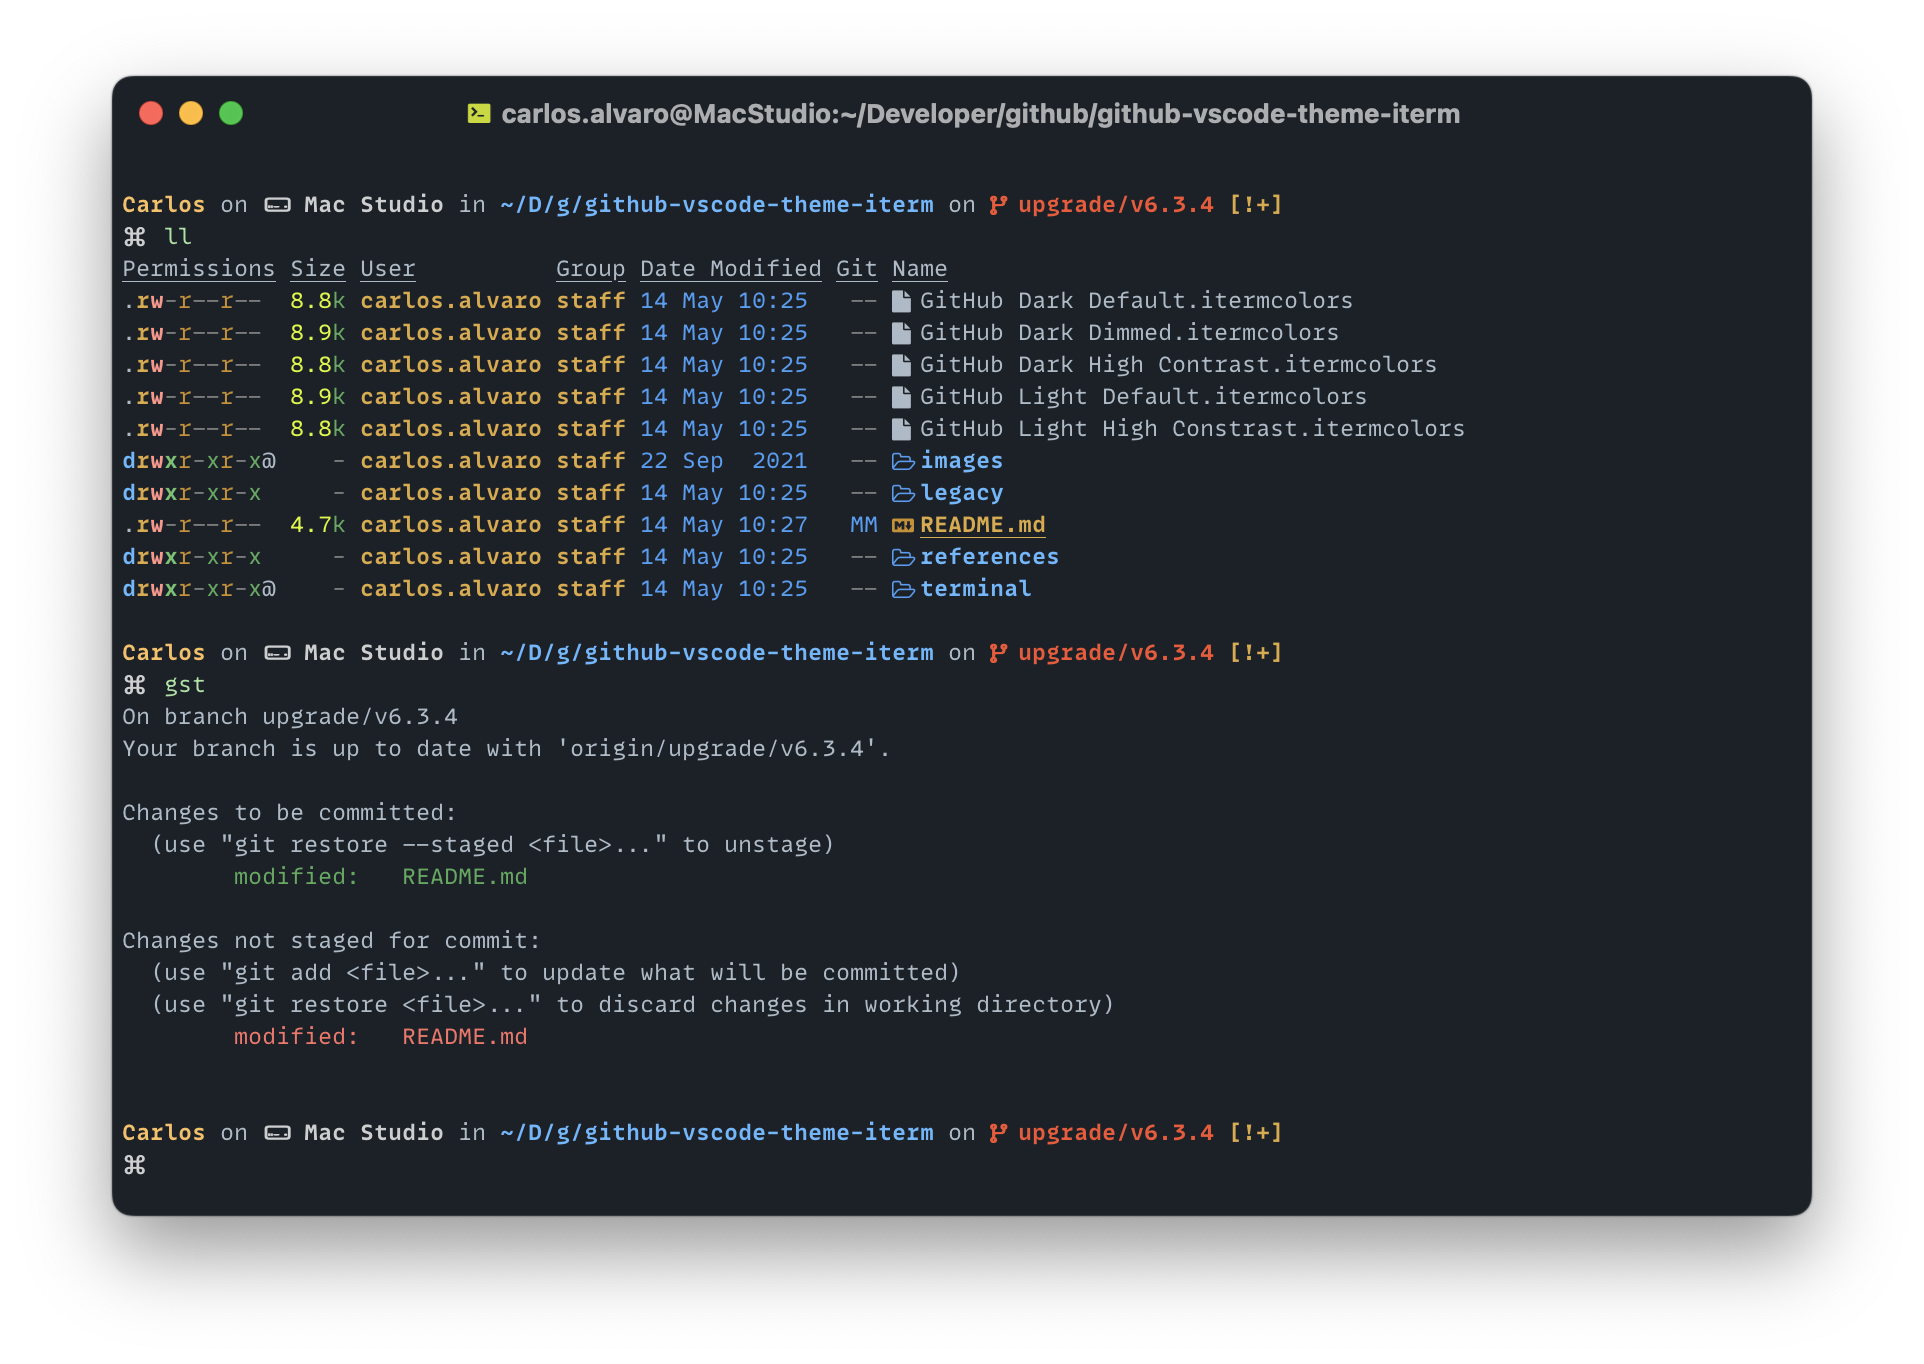 carlos.alvaro@MacStudio:~/Developer/github/github-vscode-theme-iterm
Carlos on Mac Studio in ~/D/g/github-vscode-theme-iterm on upgrade/v6.3.4 [!+]
⌘ ll
Permissions Size User Group Date Modified Git Name
.rw-r--r-- 8.8k carlos.alvaro staff 14 May 10:25 -- GitHub Dark Default.itermcolors
.rw-r--r-- 8.9k carlos.alvaro staff 14 May 10:25 -- GitHub Dark Dimmed.itermcolors
.rw-r--r-- 8.8k carlos.alvaro staff 14 May 10:25 -- GitHub Dark High Contrast.itermcolors
.rw-r--r-- 8.9k carlos.alvaro staff 14 May 10:25 -- GitHub Light Default.itermcolors
.rw-r--r-- 8.8k carlos.alvaro staff 14 May 10:25 -- GitHub Light High Constrast.itermcolors
drwxr-xr-x@ - carlos.alvaro staff 22 Sep 2021 -- images
drwxr-xr-x - carlos.alvaro staff 14 May 10:25 -- legacy
.rw-r--r-- 4.7k carlos.alvaro staff 14 May 10:27 MM README.md
drwxr-xr-x - carlos.alvaro staff 14 May 10:25 -- references
drwxr-xr-x@ - carlos.alvaro staff 14 May 10:25 -- terminal
Carlos on Mac Studio in ~/D/g/github-vscode-theme-iterm on upgrade/v6.3.4 [!+]
⌘ gst
On branch upgrade/v6.3.4
Your branch is up to date with 'origin/upgrade/v6.3.4'.
Changes to be committed:
(use "git restore --staged <file>..." to unstage)
modified: README.md
Changes not staged for commit:
(use "git add <file>..." to update what will be committed)
(use "git restore <file>..." to discard changes in working directory)
modified: README.md
Carlos on Mac Studio in ~/D/g/github-vscode-theme-iterm on upgrade/v6.3.4 [!+]
⌘